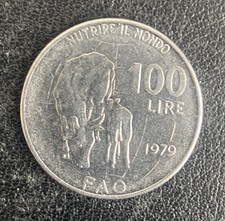 NUTRIRE IL MONDO
100
LIRE
1979
FAO